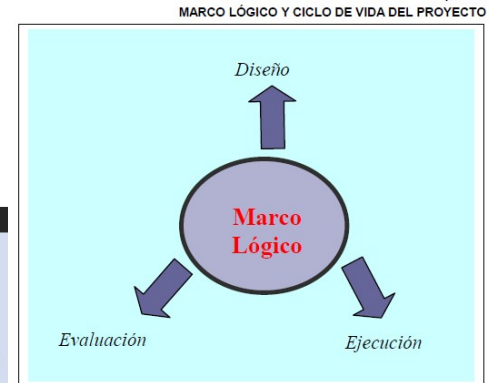 MARCO LÓGICO Y CICLO DE VIDA DEL PROYECTO
Diseño
Marco
Lógico
Evaluación
Ejecución